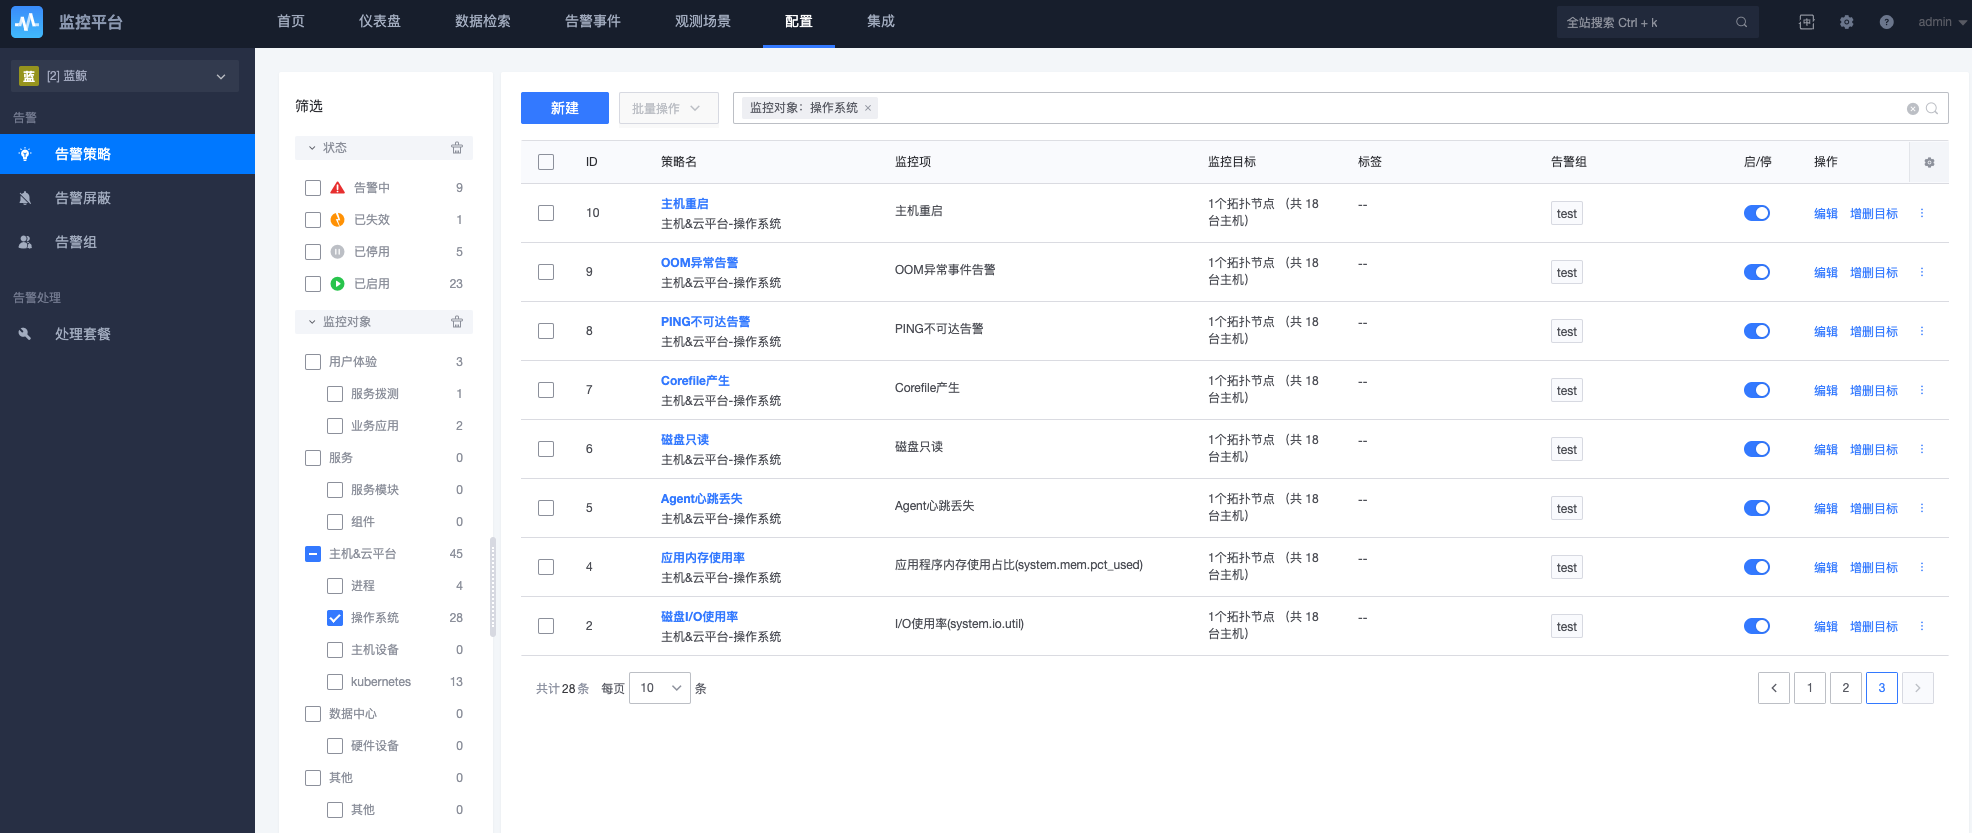 监控平台
首页
仪表盘
数据检索
告警事件
观测场景
配置
集成
全站搜索 Ctrl + k
中
admin
蓝
[2] 蓝鲸
告警
告警策略
告警屏蔽
告警组
告警处理
处理套餐
筛选
状态
告警中 9
已失效 1
已停用 5
已启用 23
监控对象
用户体验 3
服务拨测 1
业务应用 2
服务 0
服务模块 0
组件 0
主机&云平台 45
进程 4
操作系统 28
主机设备 0
kubernetes 13
数据中心 0
硬件设备 0
其他 0
其他 0
新建
批量操作
监控对象：操作系统 ×
ID 策略名 监控项 监控目标 标签 告警组 启/停 操作
10 主机重启 主机重启 1个拓扑节点 （共 18 -- test 编辑 增删目标
主机&云平台-操作系统 台主机）
9 OOM异常告警 OOM异常事件告警 1个拓扑节点 （共 18 -- test 编辑 增删目标
主机&云平台-操作系统 台主机）
8 PING不可达告警 PING不可达告警 1个拓扑节点 （共 18 -- test 编辑 增删目标
主机&云平台-操作系统 台主机）
7 Corefile产生 Corefile产生 1个拓扑节点 （共 18 -- test 编辑 增删目标
主机&云平台-操作系统 台主机）
6 磁盘只读 磁盘只读 1个拓扑节点 （共 18 -- test 编辑 增删目标
主机&云平台-操作系统 台主机）
5 Agent心跳丢失 Agent心跳丢失 1个拓扑节点 （共 18 -- test 编辑 增删目标
主机&云平台-操作系统 台主机）
4 应用内存使用率 应用程序内存使用占比(system.mem.pct_used) 1个拓扑节点 （共 18 -- test 编辑 增删目标
主机&云平台-操作系统 台主机）
2 磁盘I/O使用率 I/O使用率(system.io.util) 1个拓扑节点 （共 18 -- test 编辑 增删目标
主机&云平台-操作系统 台主机）
共计 28 条 每页 10 条
1 2 3